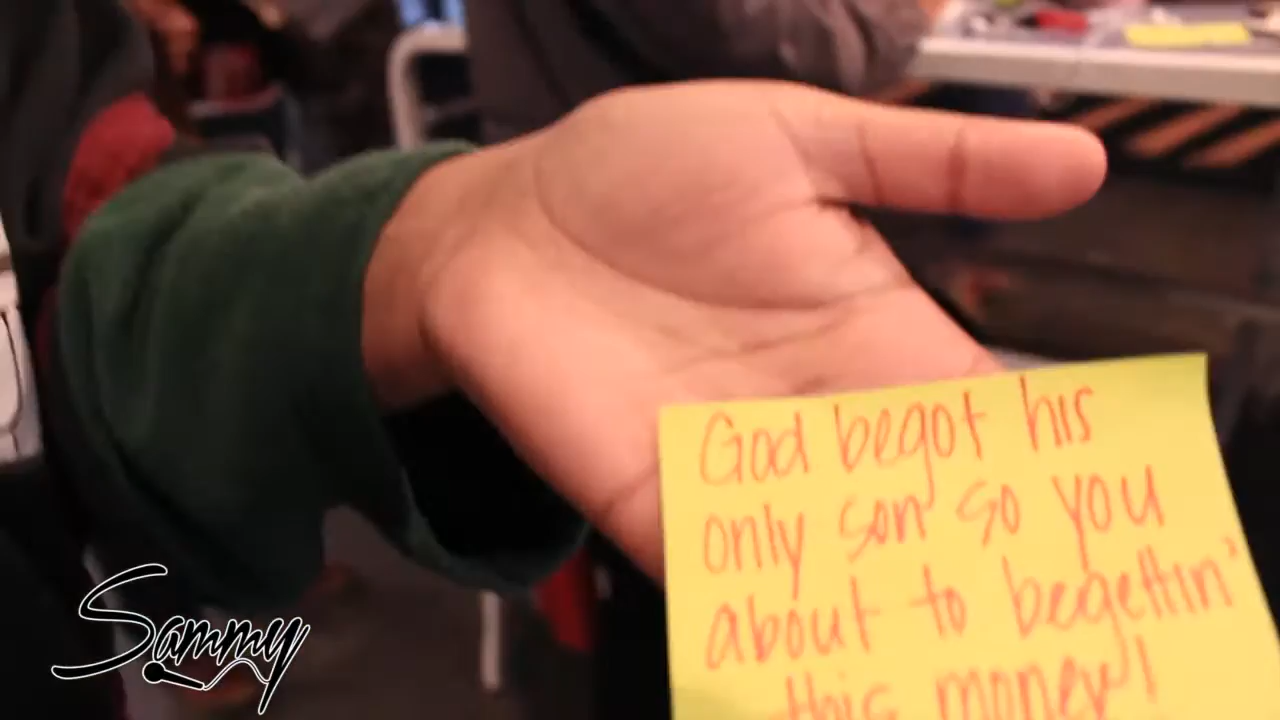 God begot his
only son so you
about to begettin'
this money!
Sammy